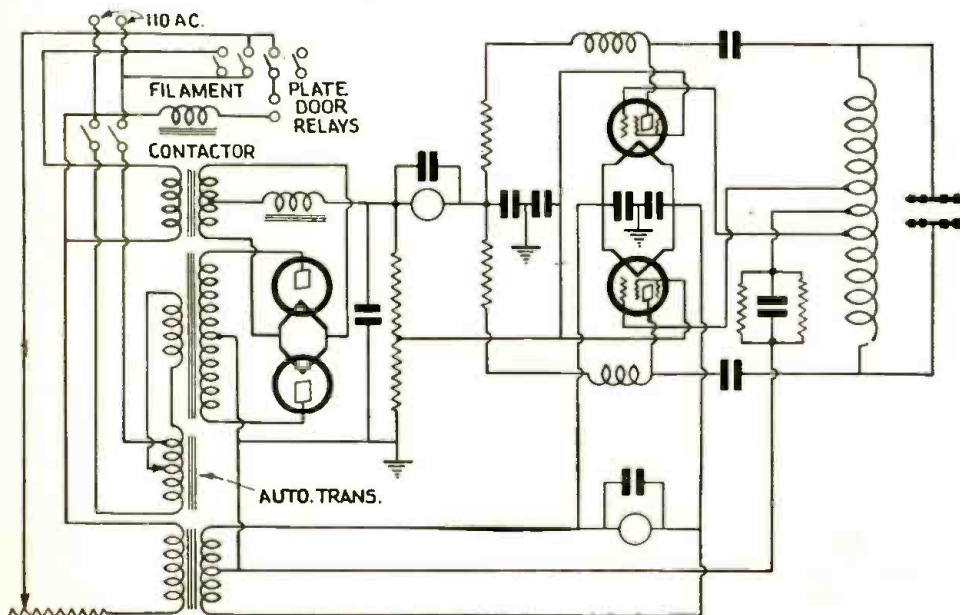 110 AC.
FILAMENT
PLATE
DOOR
RELAYS
CONTACTOR
AUTO. TRANS.